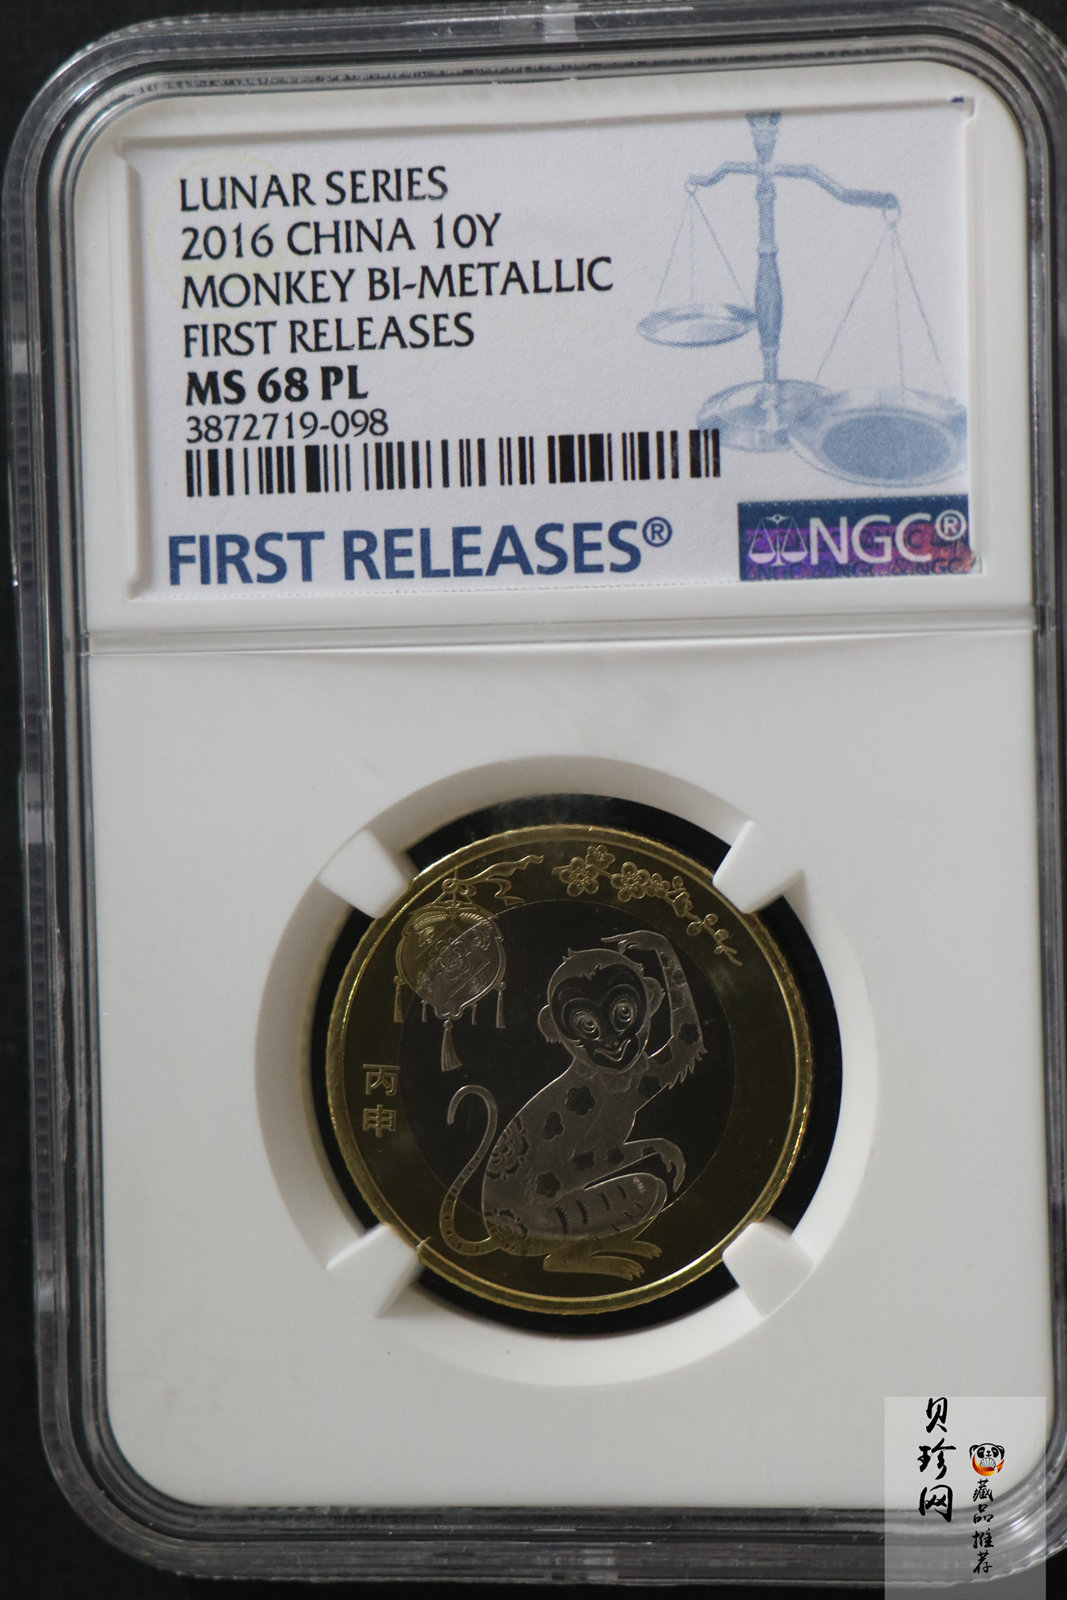 LUNAR SERIES
2016 CHINA 10Y
MONKEY BI-METALLIC
FIRST RELEASES
MS 68 PL
3872719-098
FIRST RELEASES®
NGC®
丙
申
贝珍网
藏品推荐